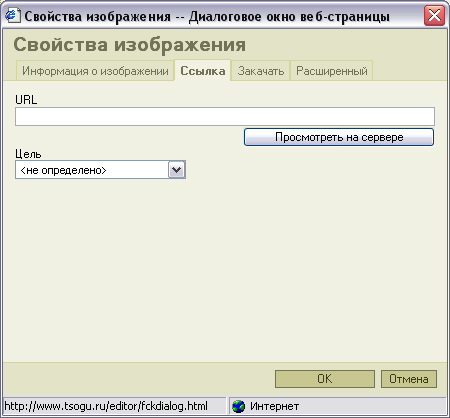 Свойства изображения -- Диалоговое окно веб-страницы
Свойства изображения
Информация о изображении Ссылка Закачать Расширенный
URL
Просмотреть на сервере
Цель
<не определено>
OK Отмена
http://www.tsogu.ru/editor/fckdialog.html Интернет